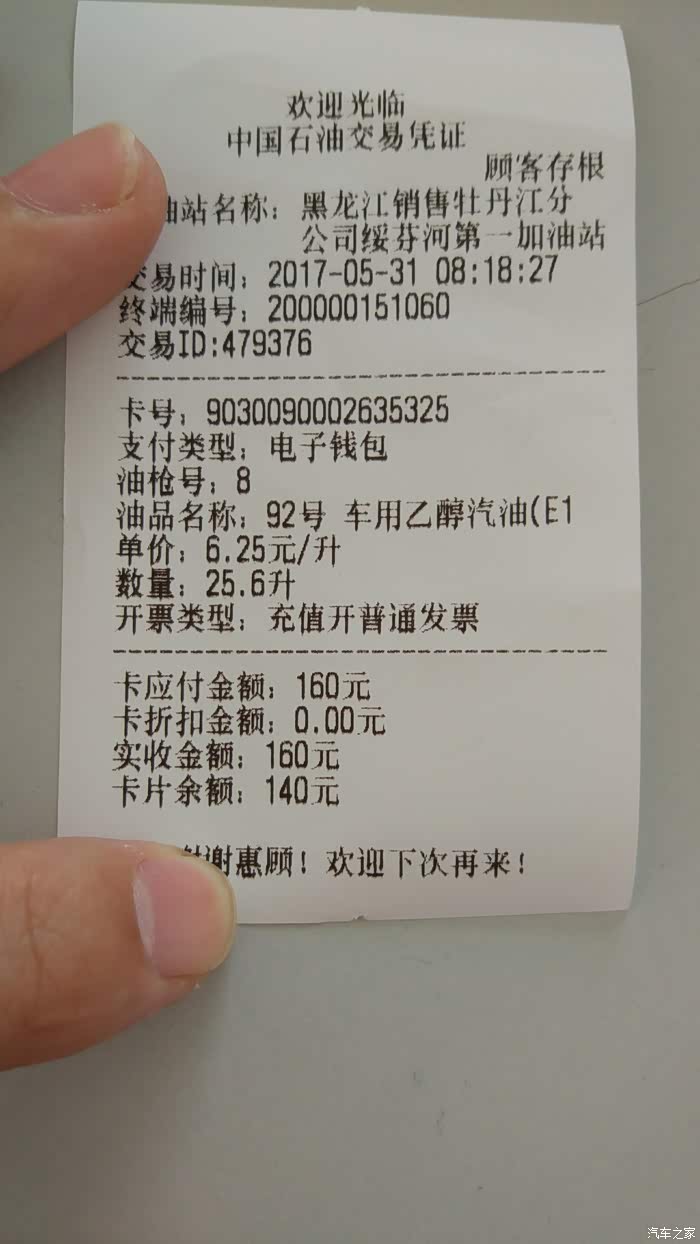 欢迎光临
中国石油交易凭证
顾客存根
油站名称：黑龙江销售牡丹江分
公司绥芬河第一加油站
交易时间：2017-05-31 08:18:27
终端编号：200000151060
交易ID:479376
卡号：9030090002635325
支付类型：电子钱包
油枪号：8
油品名称：92号 车用乙醇汽油(E1
单价：6.25元/升
数量：25.6升
开票类型：充值开普通发票
卡应付金额：160元
卡折扣金额：0.00元
实收金额：160元
卡片余额：140元
谢谢惠顾！欢迎下次再来！
汽车之家